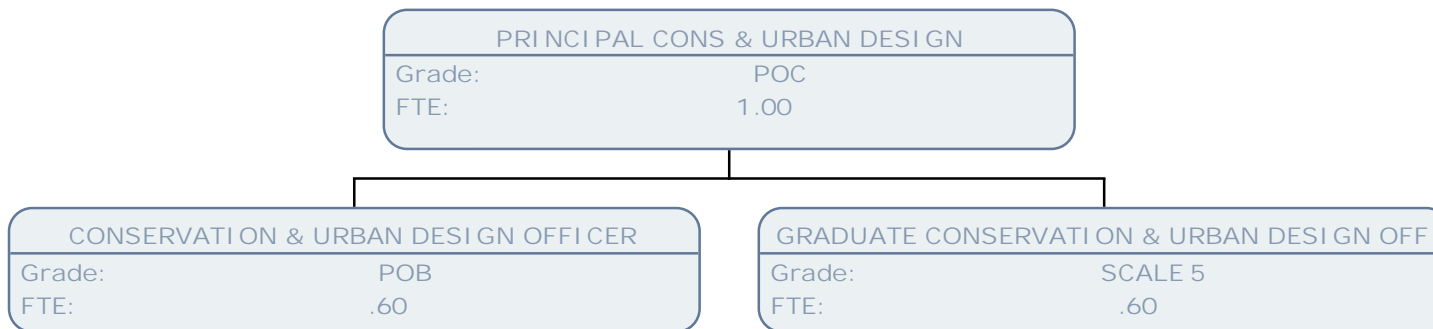 PRINCIPAL CONS & URBAN DESIGN
Grade: POC
FTE: 1.00
CONSERVATION & URBAN DESIGN OFFICER
Grade: POB
FTE: .60
GRADUATE CONSERVATION & URBAN DESIGN OFF
Grade: SCALE 5
FTE: .60